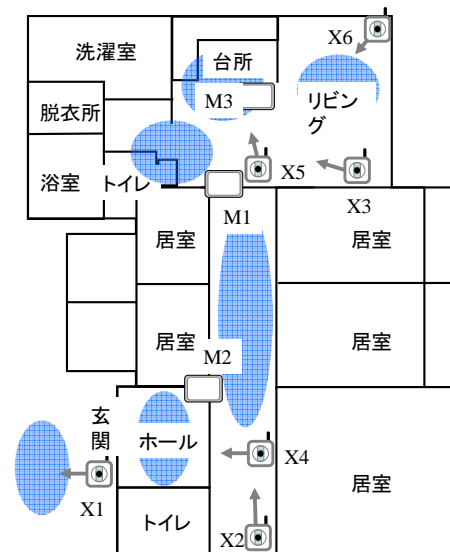 X6
洗濯室
台所
リビン
グ
M3
脱衣所
浴室
トイレ
X5
X3
M1
居室
居室
居室
居室
M2
玄
関
ホール
X4
X1
居室
トイレ
X2